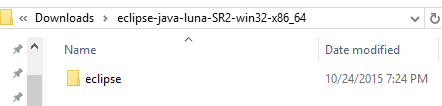 « Downloads › eclipse-java-luna-SR2-win32-x86_64
Name Date modified
eclipse 10/24/2015 7:24 PM